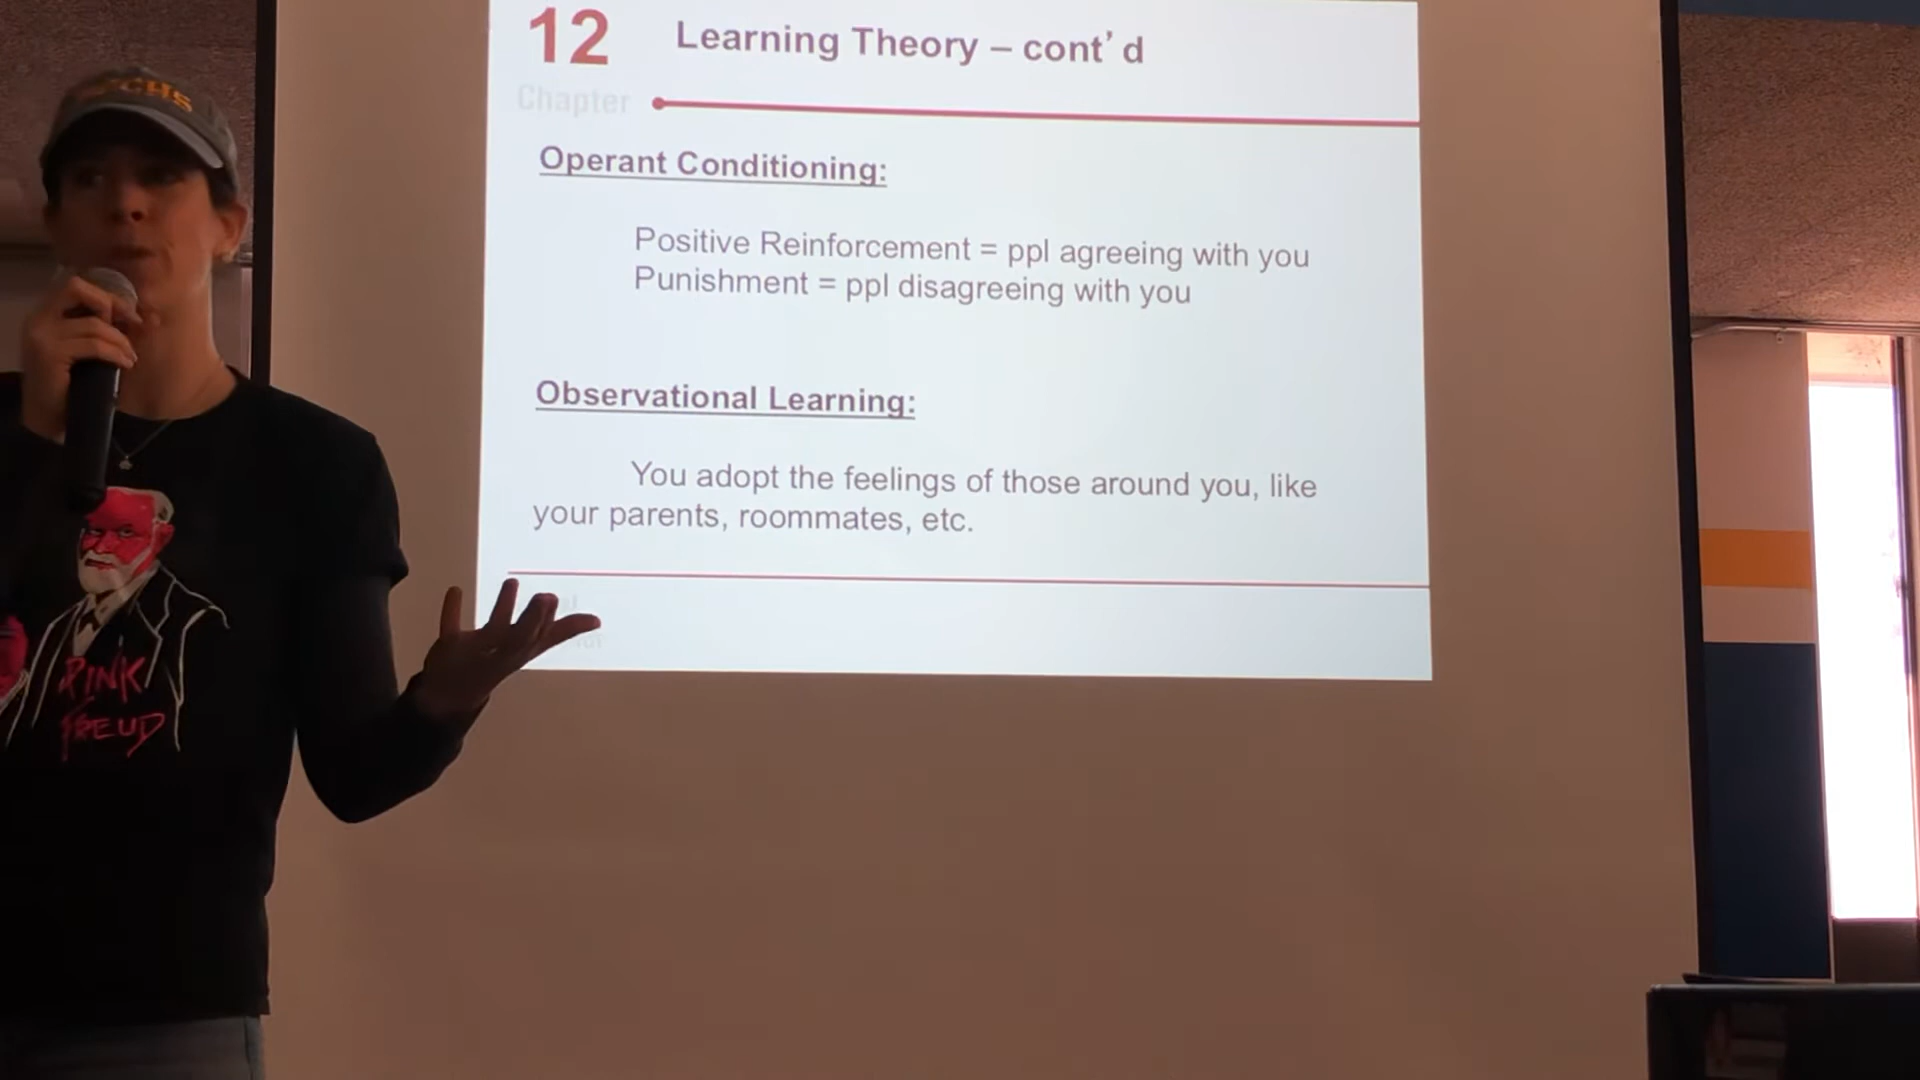 12
Learning Theory – cont’d
Chapter
Operant Conditioning:
Positive Reinforcement = ppl agreeing with you
Punishment = ppl disagreeing with you
Observational Learning:
You adopt the feelings of those around you, like
your parents, roommates, etc.
PINK
FREUD